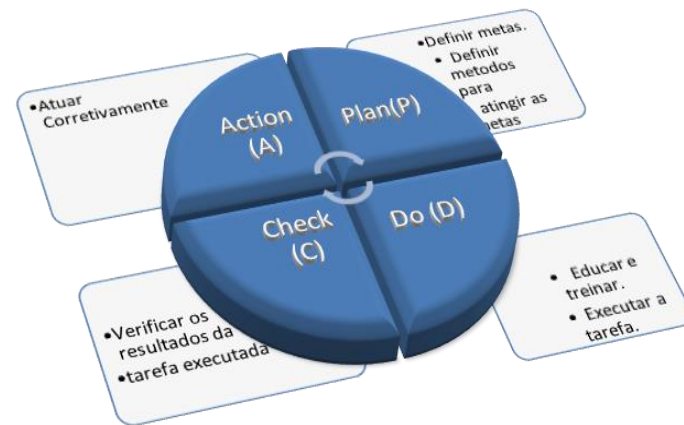 •Atuar
Corretivamente
Action
(A)
Plan(P)
•Definir metas.
• Definir
metodos
para
atingir as
metas
Check
(C)
Do (D)
•Verificar os
resultados da
•tarefa executada
• Educar e
treinar.
• Executar a
tarefa.